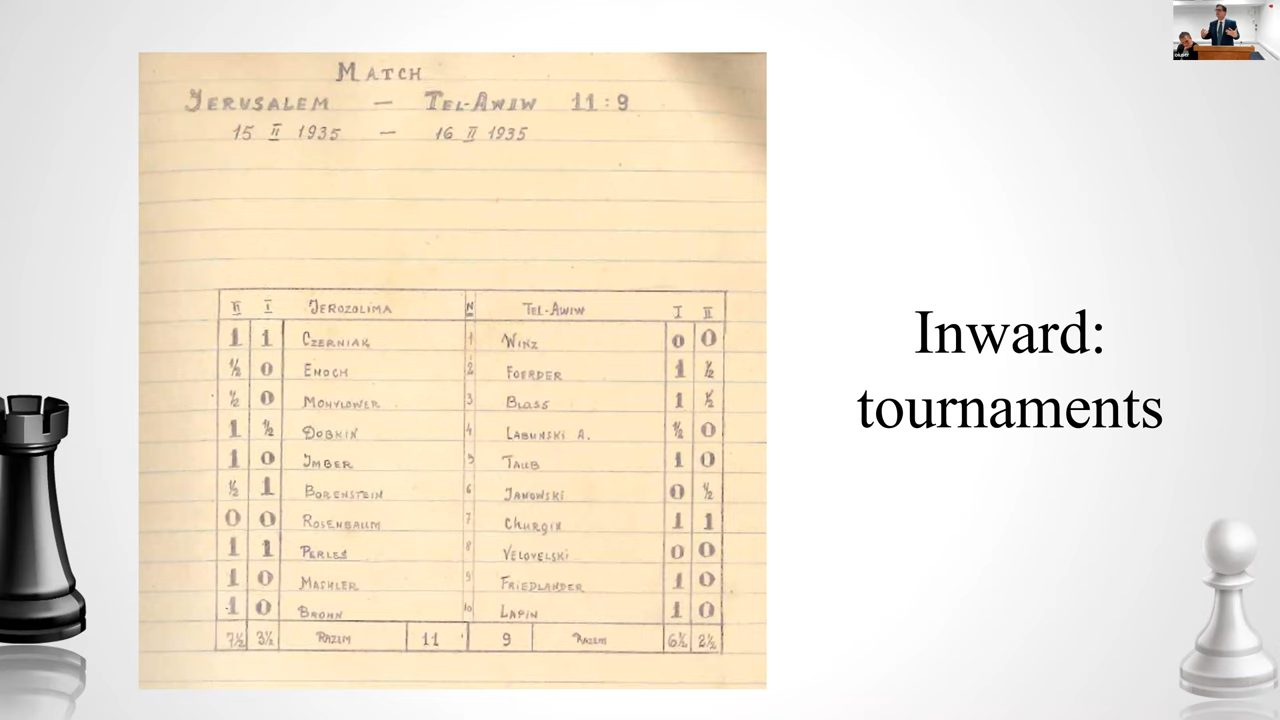 MATCH
JERUSALEM — TEL-AWIW 11:9
15 II 1935 — 16 II 1935
II I JEROZOLIMA N TEL-AWIW I II
1 1 CZERNIAK 1 WINZ 0 0
½ 0 ENOCH 2 FOERDER 1 ½
½ 0 MONYLOWER 3 BLASS 1 ½
1 ½ DOBKIN 4 LABUNSKI A. ½ 0
1 0 IMBER 5 TAUB 1 0
½ 1 BORENSTEIN 6 JANOWSKI 0 ½
0 0 ROSENBAUM 7 CHURGIN 1 1
1 1 PERLES 8 VELOVELSKI 0 0
1 0 MASHLER 9 FRIEDLANDER 1 0
1 0 BROHN 10 LAPIN 1 0
7½ 3½ RAZEM 11 9 RAZEM 6½ 2½
Inward:
tournaments